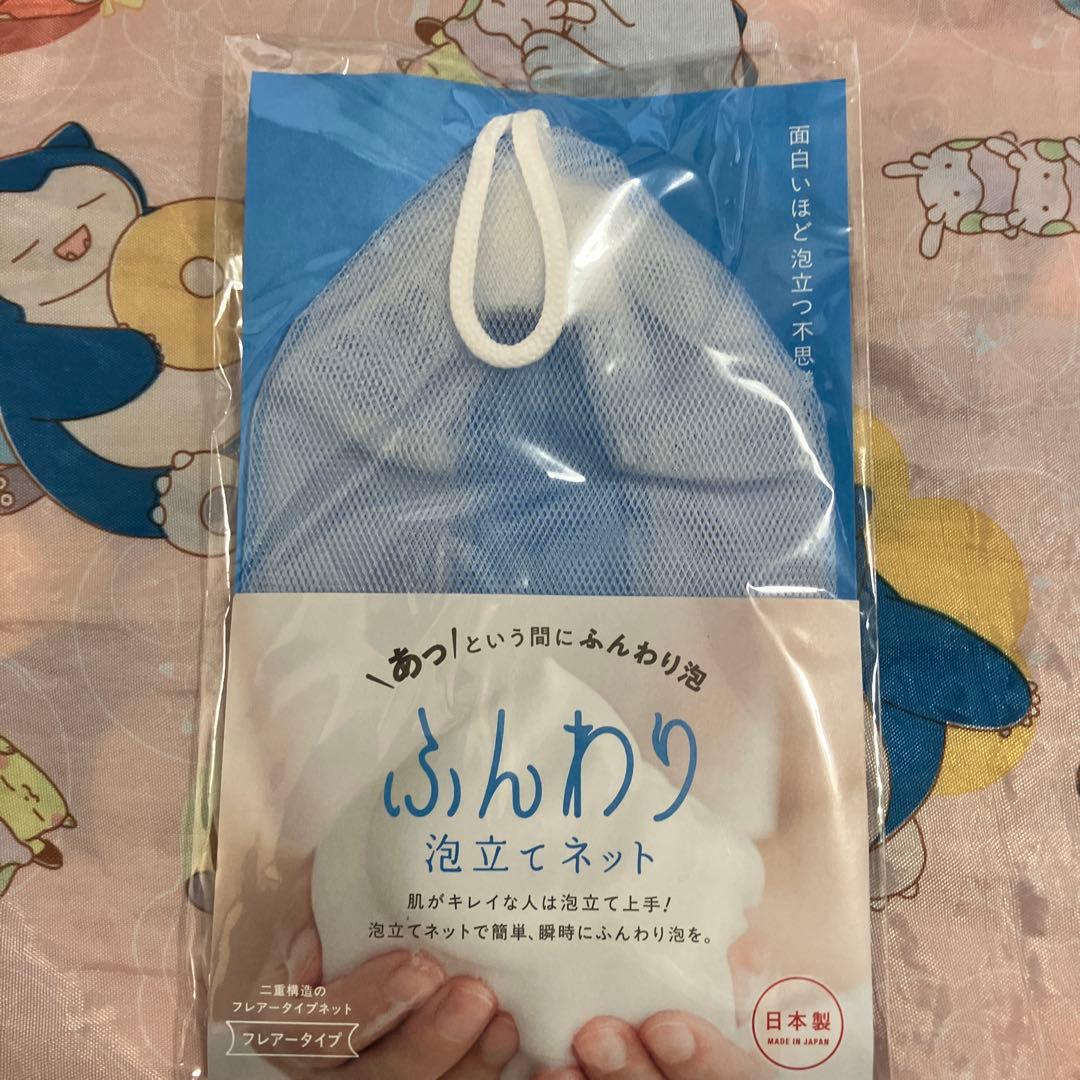 面白いほど泡立つ不思
\あっ/という間にふんわり泡
ふんわり
泡立てネット
肌がキレイな人は泡立て上手!
泡立てネットで簡単、瞬時にふんわり泡を。
二重構造の
フレアータイプネット
フレアータイプ
日本製
MADE IN JAPAN